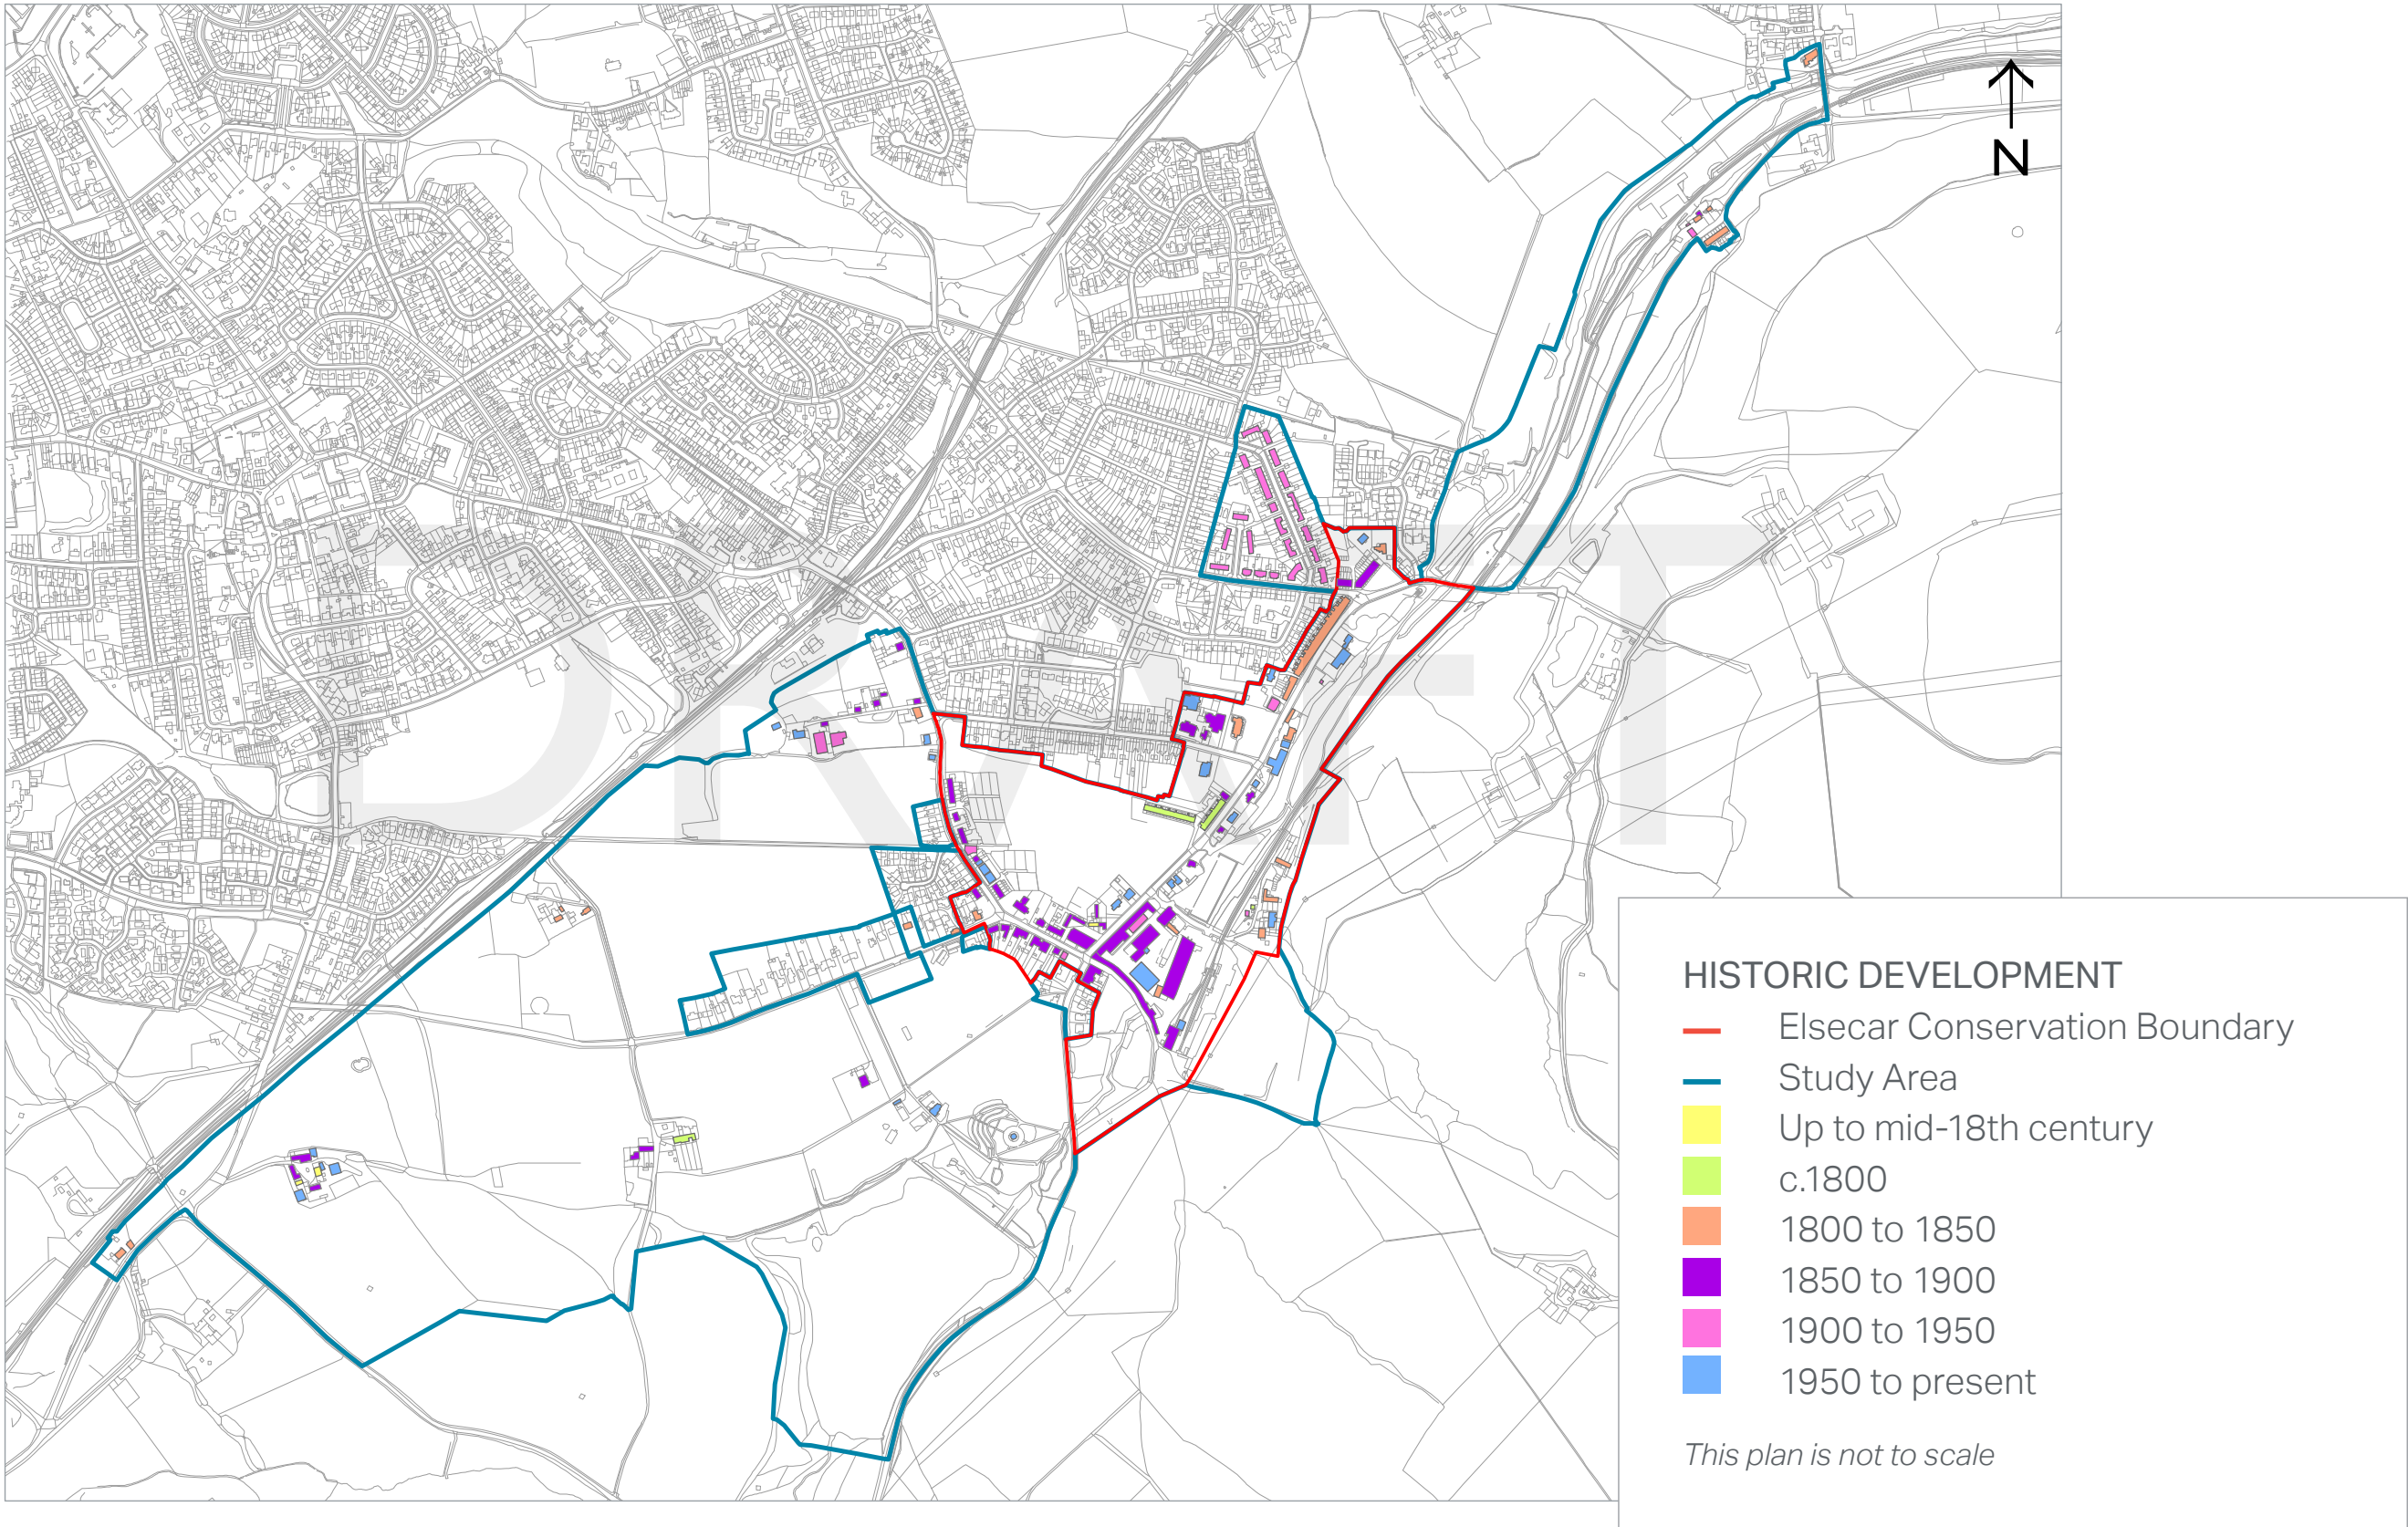 N
DRAFT
HISTORIC DEVELOPMENT
Elsecar Conservation Boundary
Study Area
Up to mid-18th century
c.1800
1800 to 1850
1850 to 1900
1900 to 1950
1950 to present
This plan is not to scale